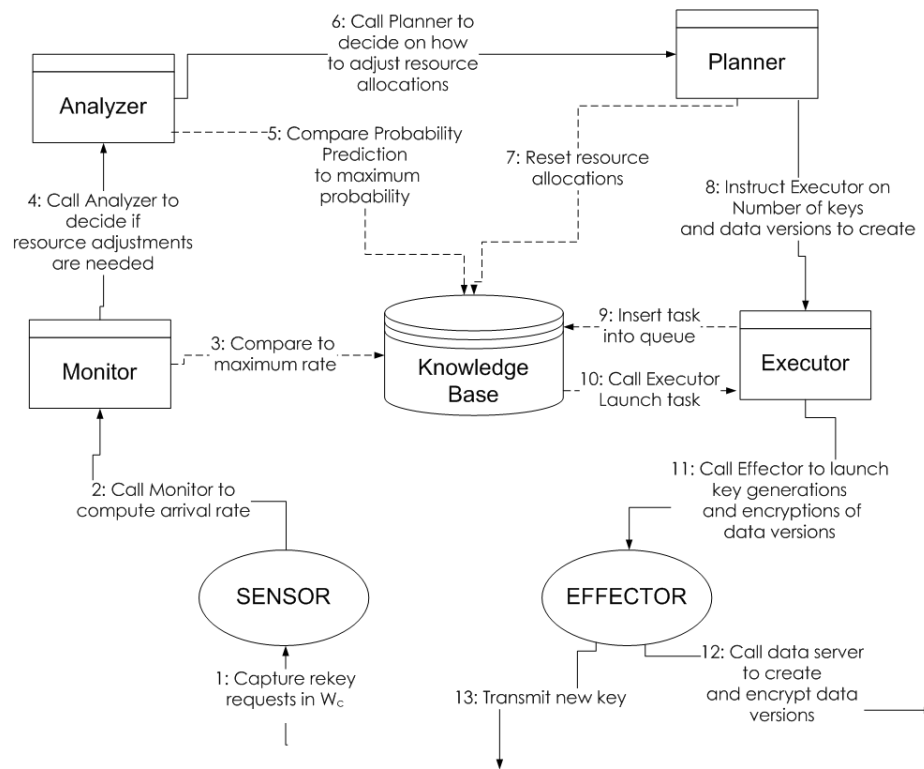 6: Call Planner to
decide on how
to adjust resource
allocations
Planner
Analyzer
5: Compare Probability
Prediction
to maximum
probability
7: Reset resource
allocations
4: Call Analyzer to
decide if
resource adjustments
are needed
8: Instruct Executor on
Number of keys
and data versions to create
Monitor
3: Compare to
maximum rate
Knowledge
Base
9: Insert task
into queue
10: Call Executor
Launch task
Executor
2: Call Monitor to
compute arrival rate
11: Call Effector to launch
key generations
and encryptions of
data versions
SENSOR
EFFECTOR
1: Capture rekey
requests in Wc
13: Transmit new key
12: Call data server
to create
and encrypt data
versions